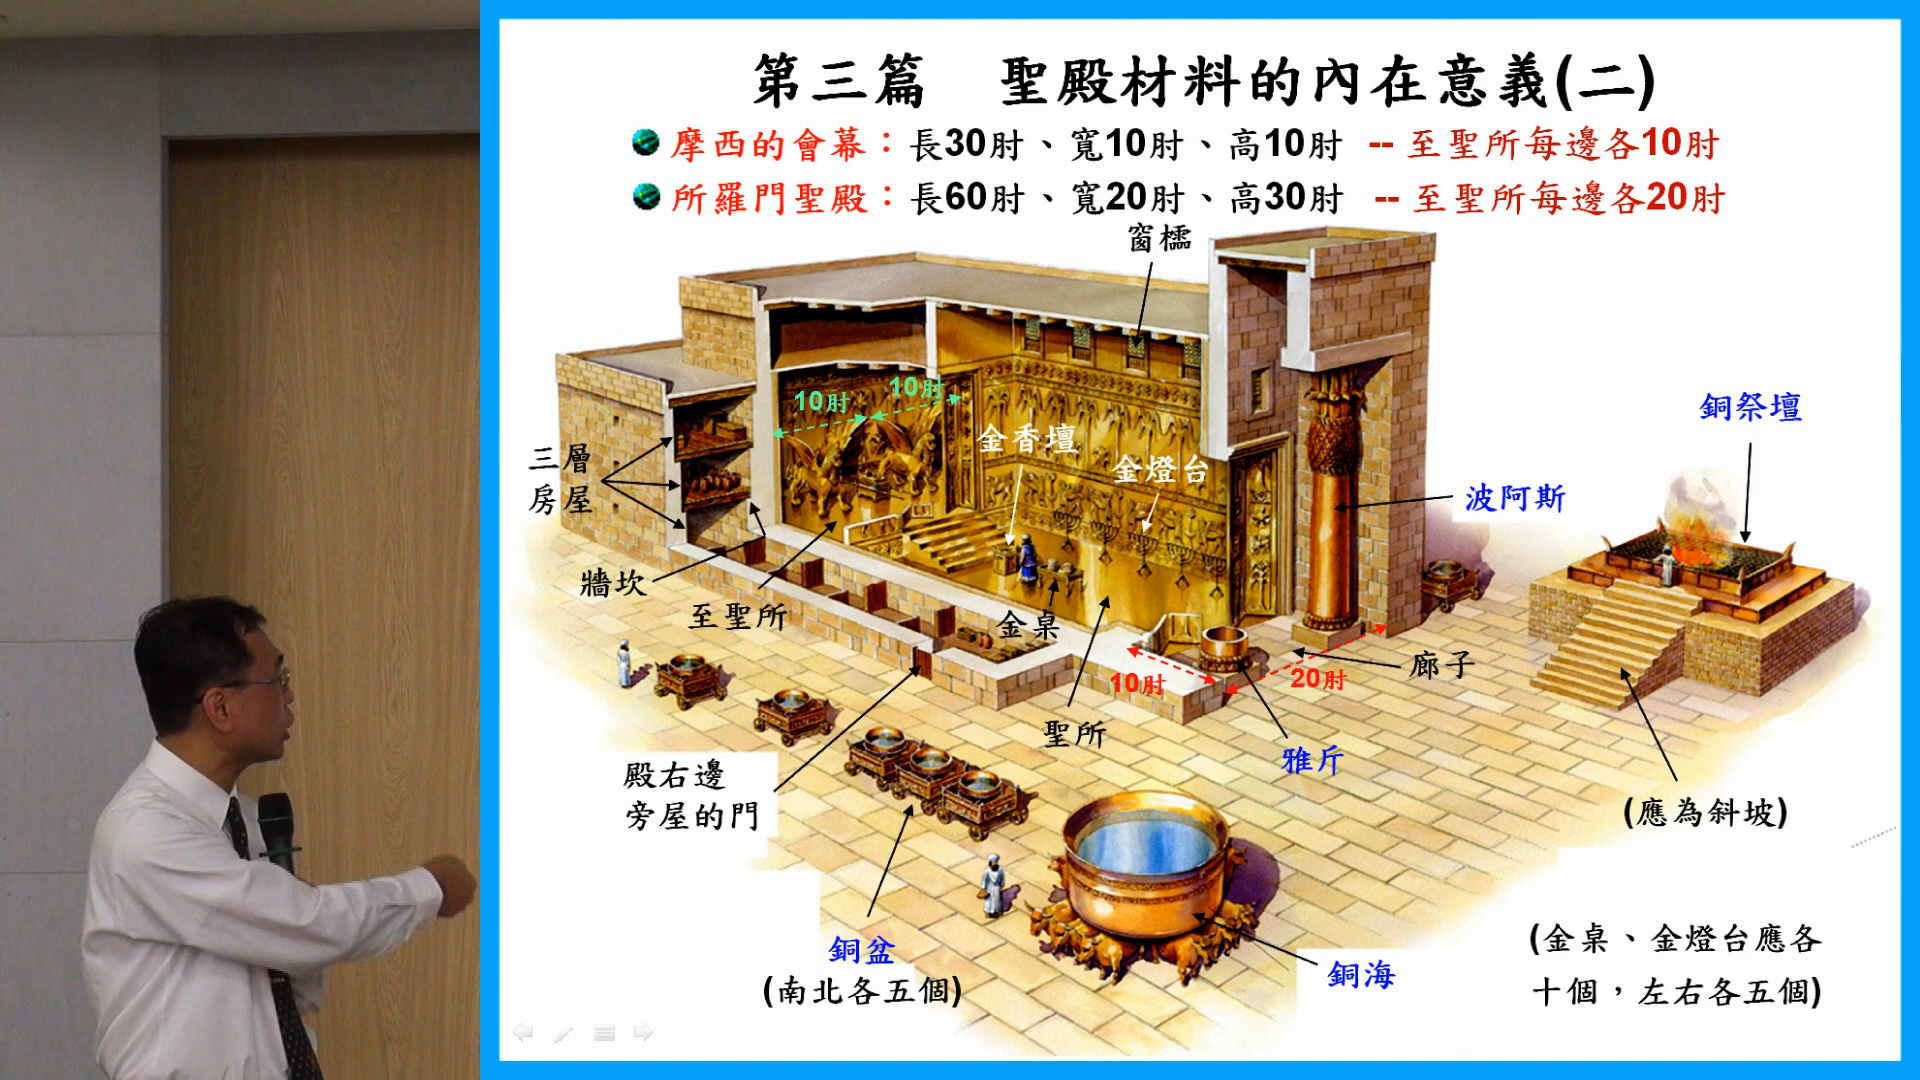 第三篇 聖殿材料的內在意義(二)
摩西的會幕：長30肘、寬10肘、高10肘 -- 至聖所每邊各10肘
所羅門聖殿：長60肘、寬20肘、高30肘 -- 至聖所每邊各20肘
窗櫺
10肘
10肘
金香壇
金燈台
銅祭壇
三層
房屋
波阿斯
牆坎
至聖所
金桌
廊子
10肘
20肘
聖所
雅斤
殿右邊
旁屋的門
(應為斜坡)
銅盆
(南北各五個)
銅海
(金桌、金燈台應各
十個，左右各五個)